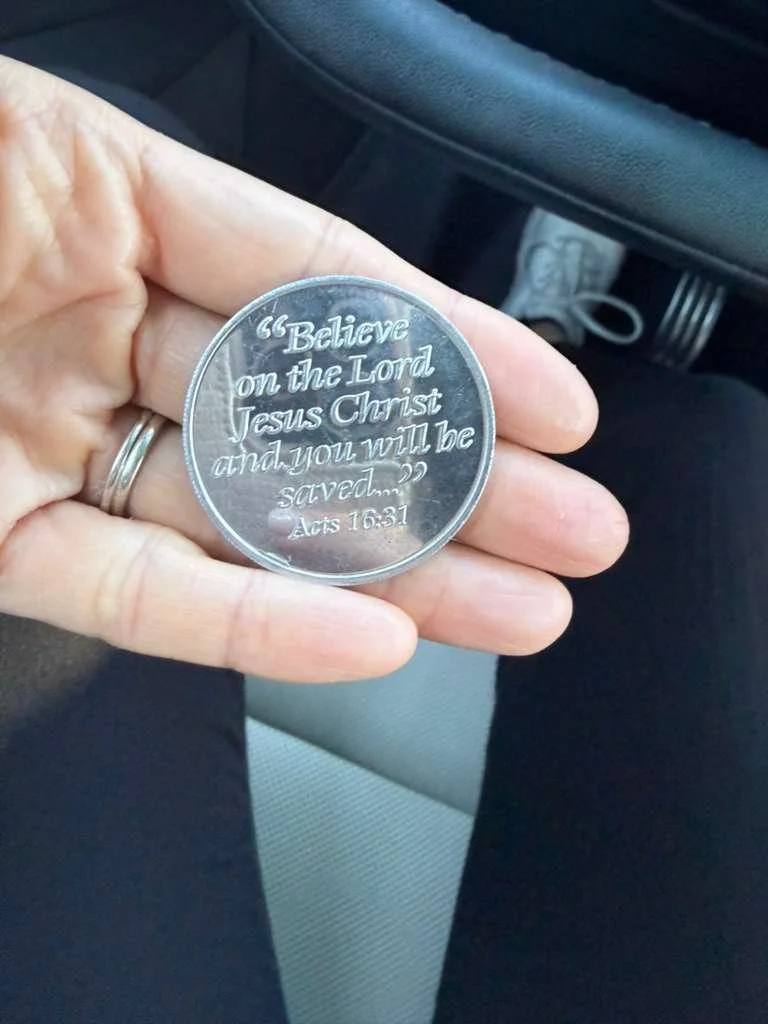 “Believe
on the Lord
Jesus Christ
and you will be
saved...”
Acts 16:31